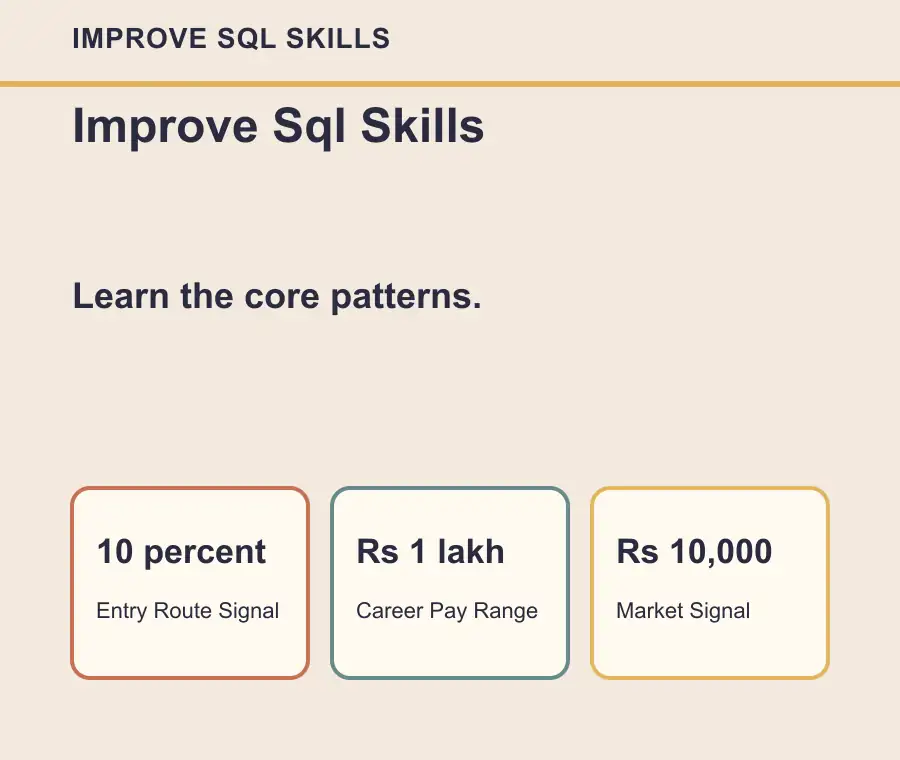 IMPROVE SQL SKILLS
Improve Sql Skills
Learn the core patterns.
10 percent
Entry Route Signal
Rs 1 lakh
Career Pay Range
Rs 10,000
Market Signal